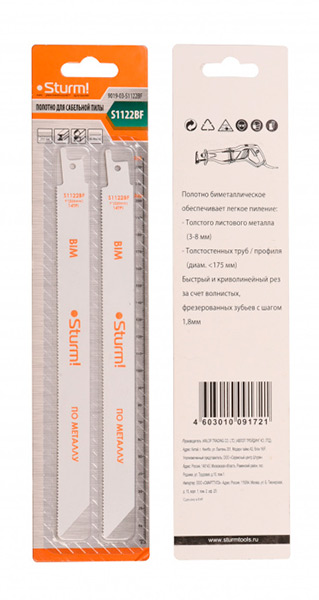 Sturm!
9019-03-S1122BF
ПОЛОТНО ДЛЯ САБЕЛЬНОЙ ПИЛЫ
S1122BF
S1122BF
S1122BF
BIM
BIM
Sturm!
Sturm!
ПО МЕТАЛЛУ
ПО МЕТАЛЛУ
Полотно биметаллическое
обеспечивает легкое пиление:
- Толстого листового металла
(3-8 мм)
- Толстостенных труб / профиля
(диам. <175 мм)
Быстрый и криволинейный рез
за счет волнистых,
фрезерованных зубьев с шагом
1,8мм
4 603010 091721
www.sturmtools.ru